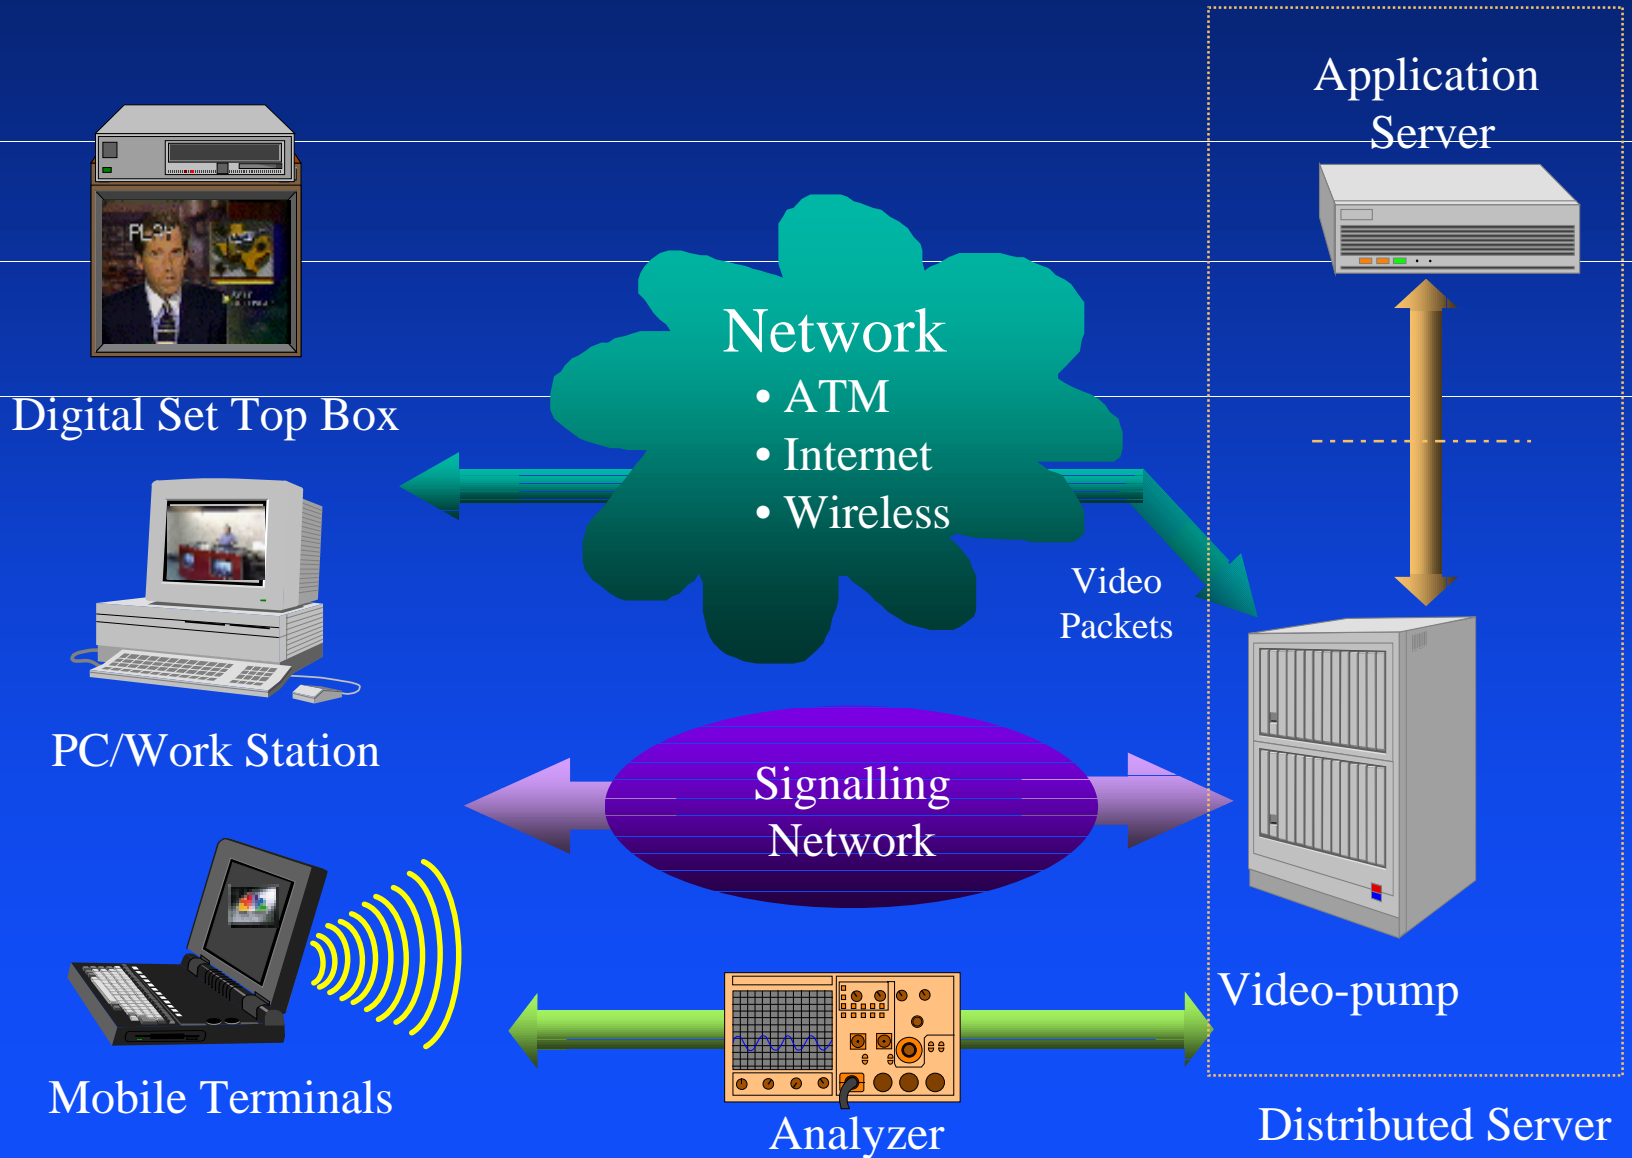 Application
Server
Digital Set Top Box
Network
• ATM
• Internet
• Wireless
Video
Packets
PC/Work Station
Signalling
Network
Video-pump
Mobile Terminals
Analyzer
Distributed Server